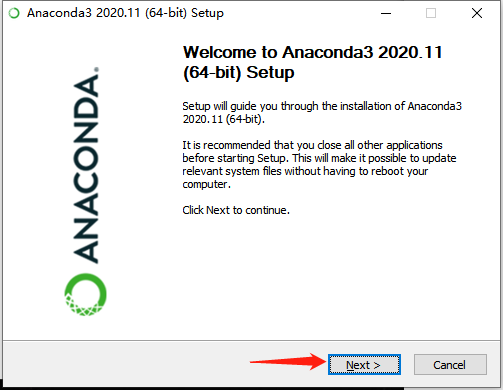 Anaconda3 2020.11 (64-bit) Setup
Welcome to Anaconda3 2020.11
(64-bit) Setup
Setup will guide you through the installation of Anaconda3
2020.11 (64-bit).
It is recommended that you close all other applications
before starting Setup. This will make it possible to update
relevant system files without having to reboot your
computer.
Click Next to continue.
ANACONDA.
Next >
Cancel